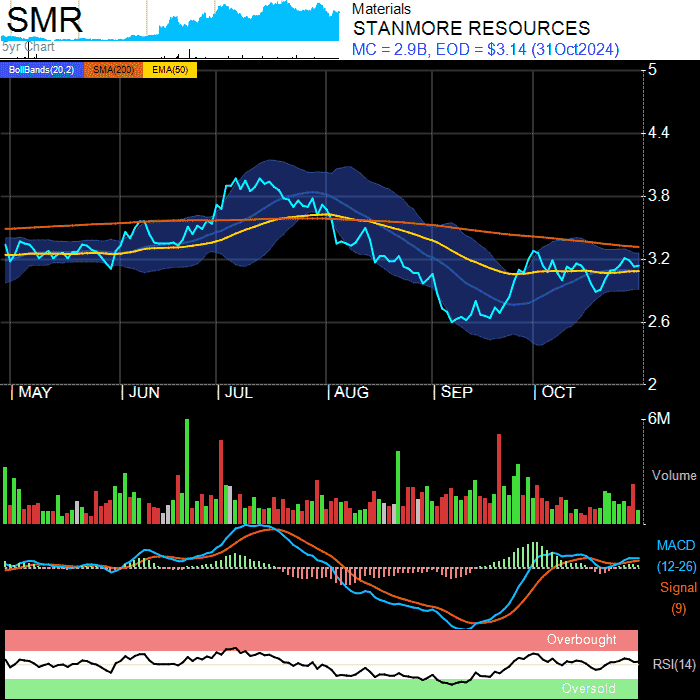 SMR
5yr Chart
Materials
STANMORE RESOURCES
MC = 2.9B, EOD = $3.14 (31Oct2024)
BollBands(20,2) SMA(200) EMA(50)
5
4.4
3.8
3.2
2.6
2
MAY JUN JUL AUG SEP OCT
6M
Volume
MACD
(12-26)
Signal
(9)
Overbought
RSI(14)
Oversold